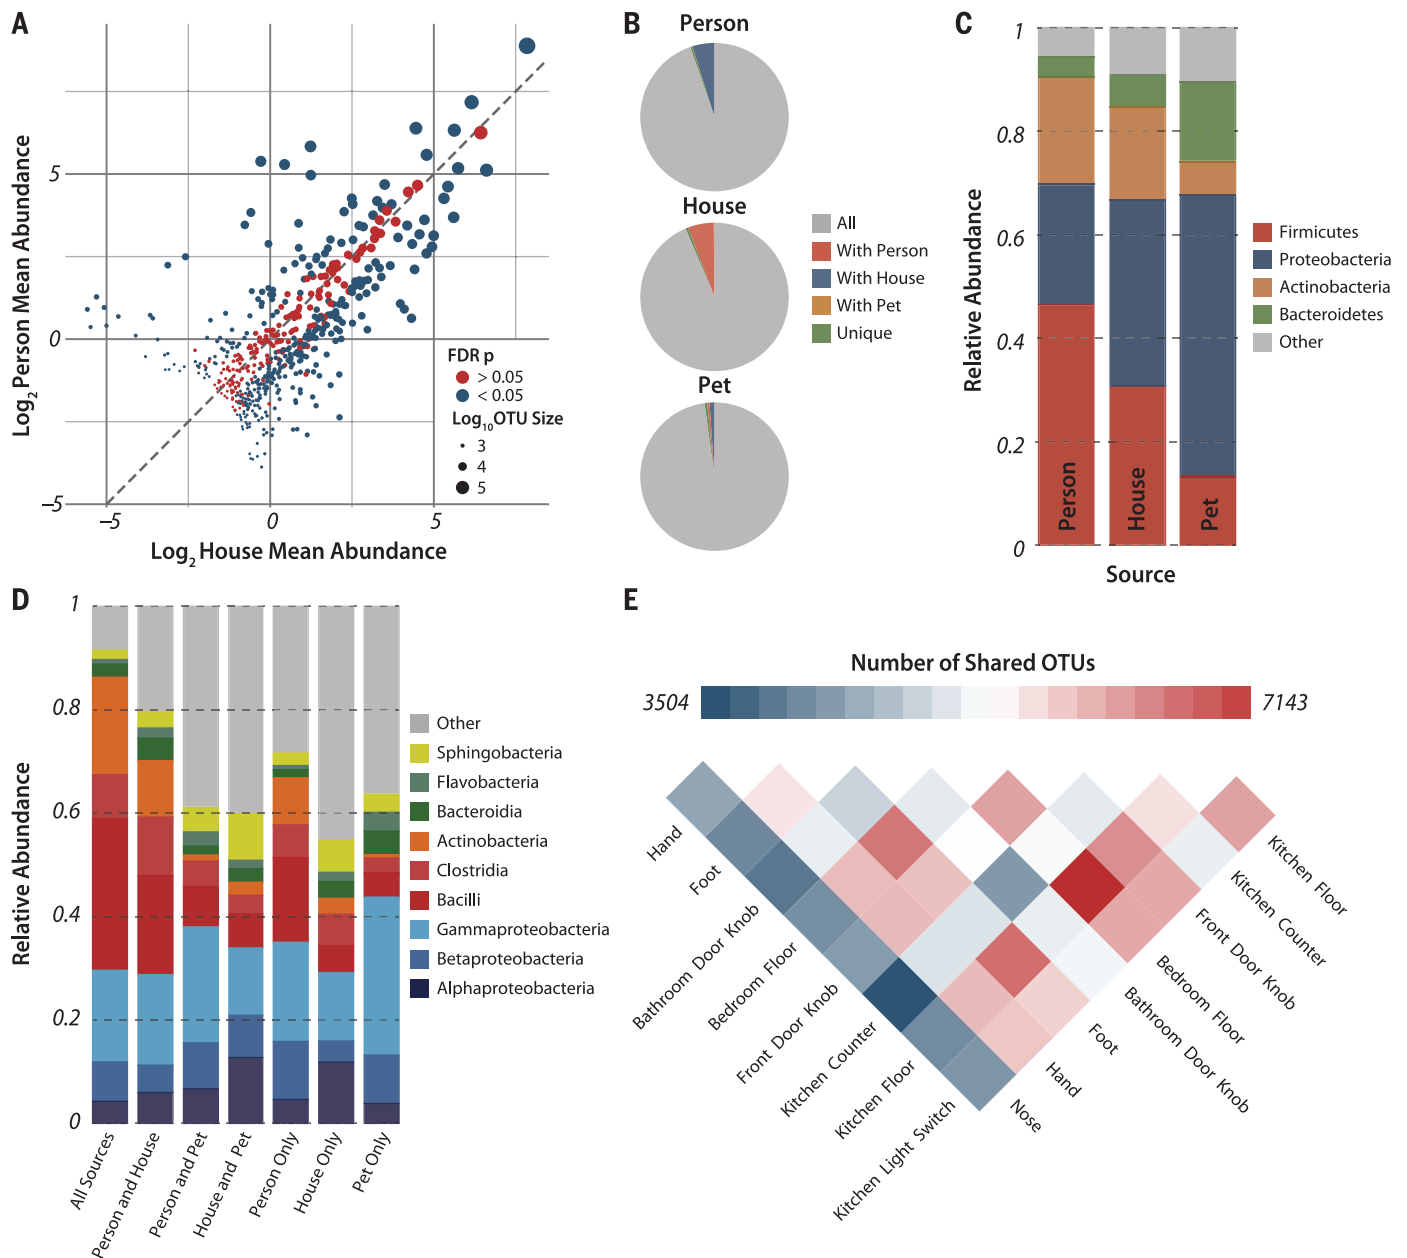 A
Log2 Person Mean Abundance
5
0
−5
−5
0
5
Log2 House Mean Abundance
FDR p
> 0.05
< 0.05
Log10OTU Size
3
4
5
B
Person
House
Pet
All
With Person
With House
With Pet
Unique
C
Relative Abundance
1
0.8
0.6
0.4
0.2
0
Person
House
Pet
Source
Firmicutes
Proteobacteria
Actinobacteria
Bacteroidetes
Other
D
Relative Abundance
1
0.8
0.6
0.4
0.2
0
All Sources
Person and House
Person and Pet
House and Pet
Person Only
House Only
Pet Only
Other
Sphingobacteria
Flavobacteria
Bacteroidia
Actinobacteria
Clostridia
Bacilli
Gammaproteobacteria
Betaproteobacteria
Alphaproteobacteria
E
Number of Shared OTUs
3504
7143
Hand
Foot
Bathroom Door Knob
Bedroom Floor
Front Door Knob
Kitchen Counter
Kitchen Floor
Kitchen Light Switch
Nose
Hand
Foot
Bathroom Door Knob
Bedroom Floor
Front Door Knob
Kitchen Counter
Kitchen Floor